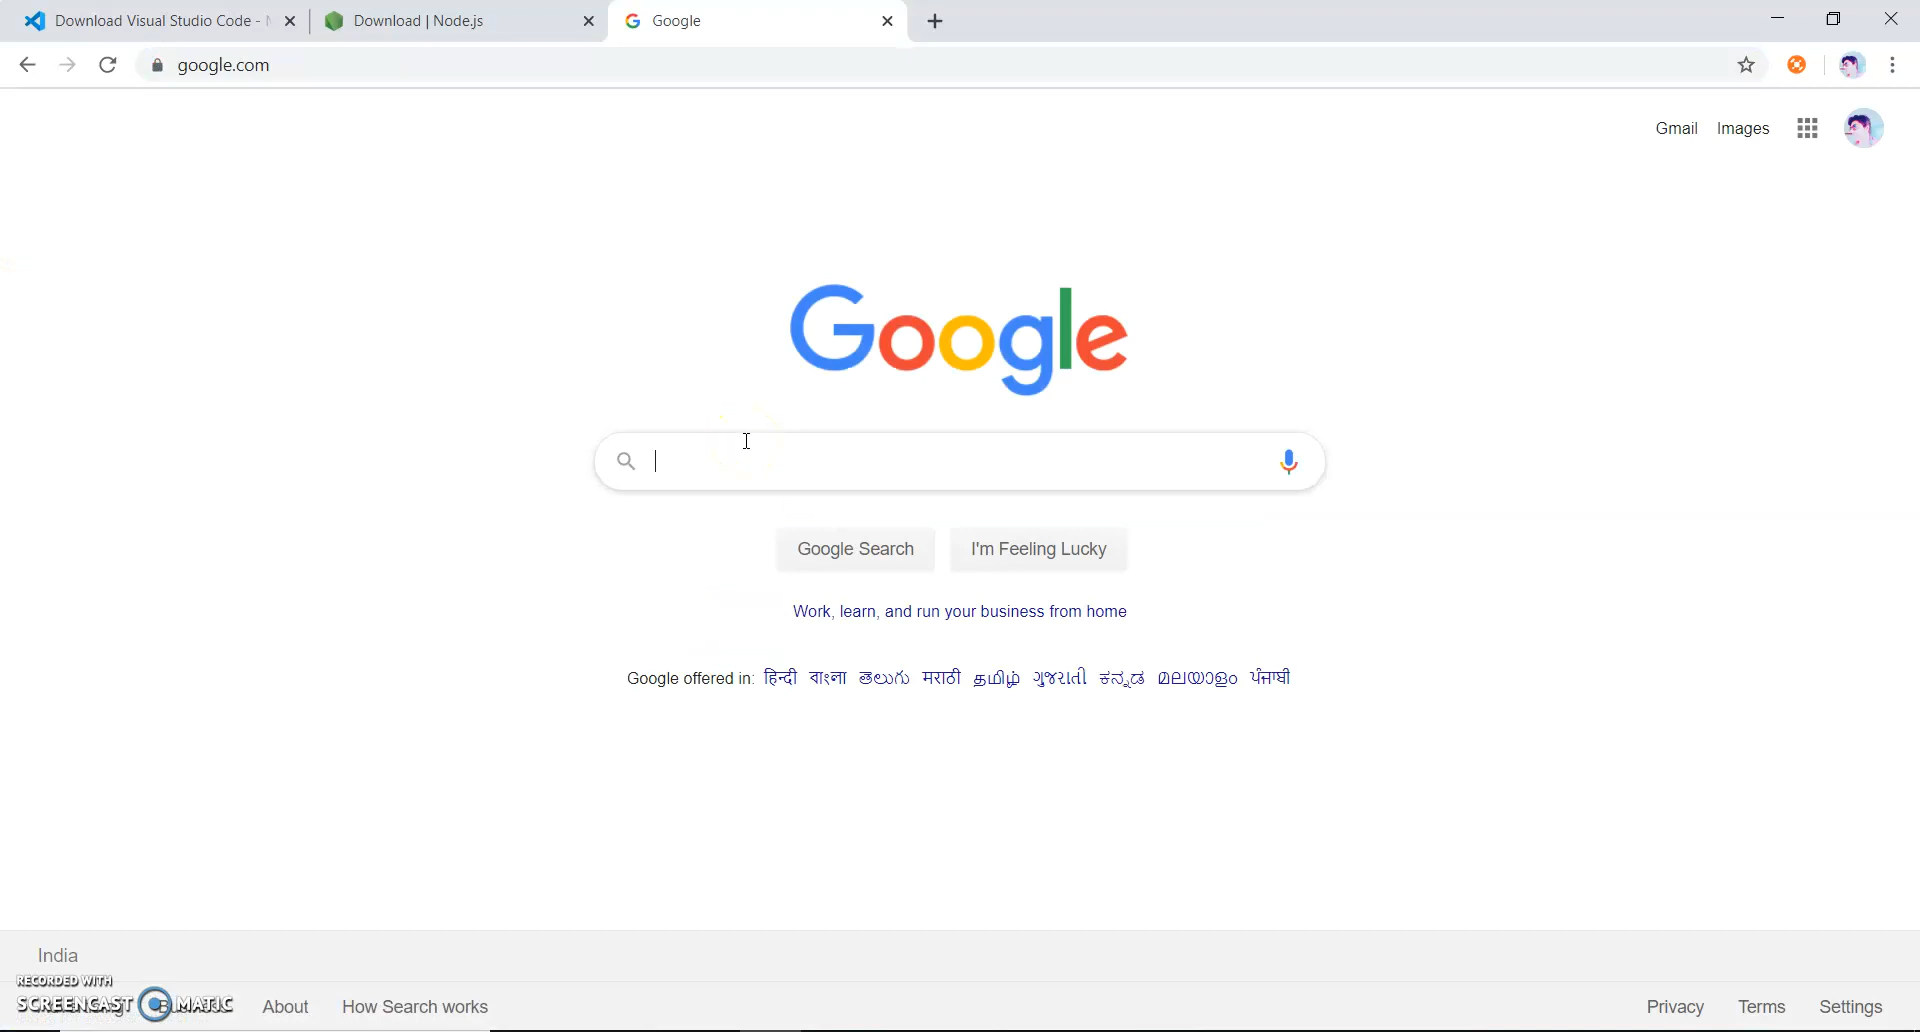 Download Visual Studio Code -
Download | Node.js
Google
google.com
Gmail Images
Google
Google Search I'm Feeling Lucky
Work, learn, and run your business from home
Google offered in: हिन्दी বাংলা తెలుగు मराठी தமிழ் ગુજરાતી ಕನ್ನಡ മലയാളം ਪੰਜਾਬੀ
India
RECORDED WITH
SCREENCAST MATIC
About How Search works
Privacy Terms Settings